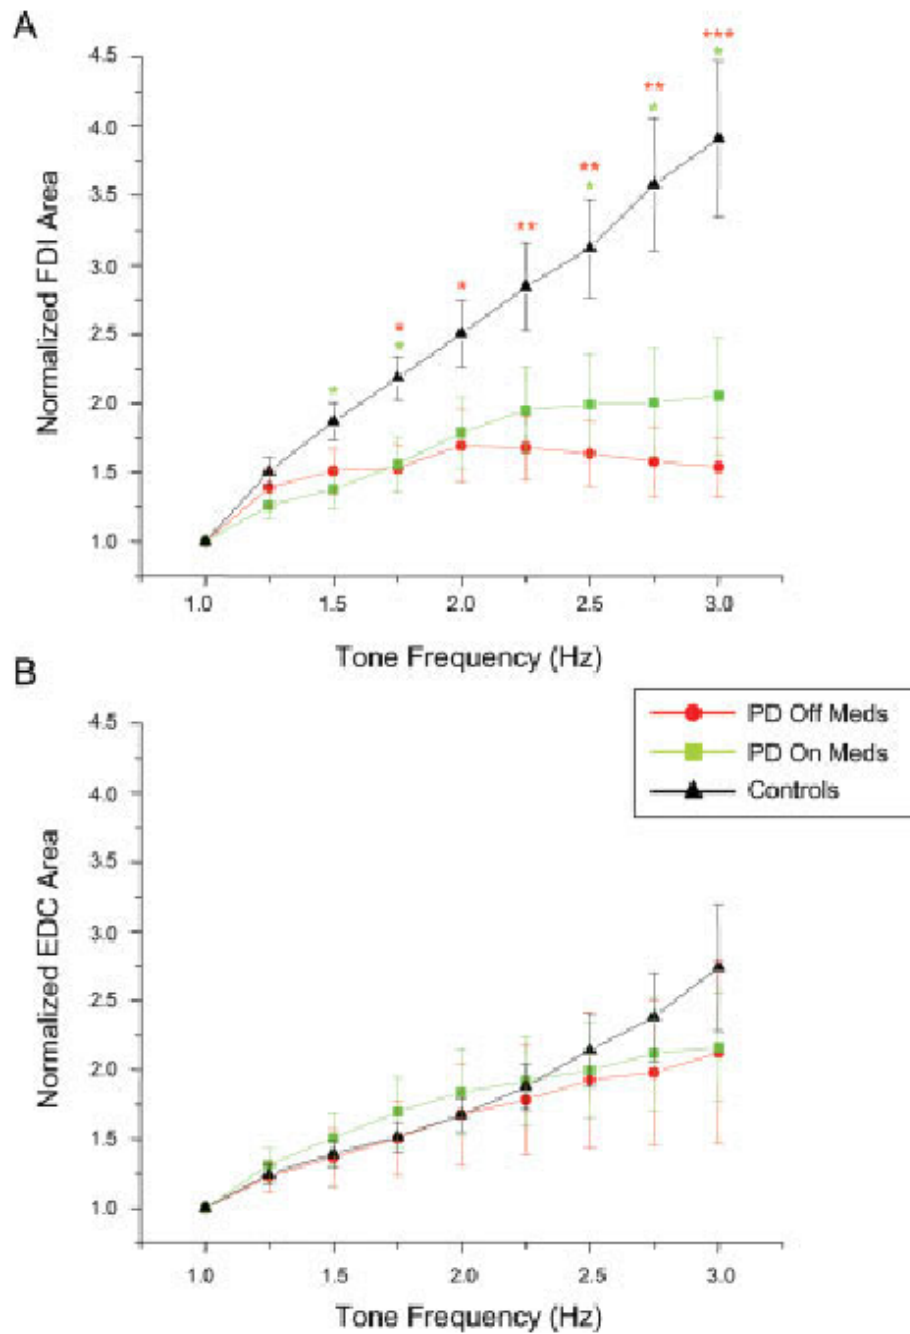 A
4.5
4.0
3.5
3.0
2.5
2.0
1.5
1.0
Normalized FDI Area
* * * ** ** ** ***
* * * * *
1.0 1.5 2.0 2.5 3.0
Tone Frequency (Hz)
B
PD Off Meds
PD On Meds
Controls
4.5
4.0
3.5
3.0
2.5
2.0
1.5
1.0
Normalized EDC Area
1.0 1.5 2.0 2.5 3.0
Tone Frequency (Hz)